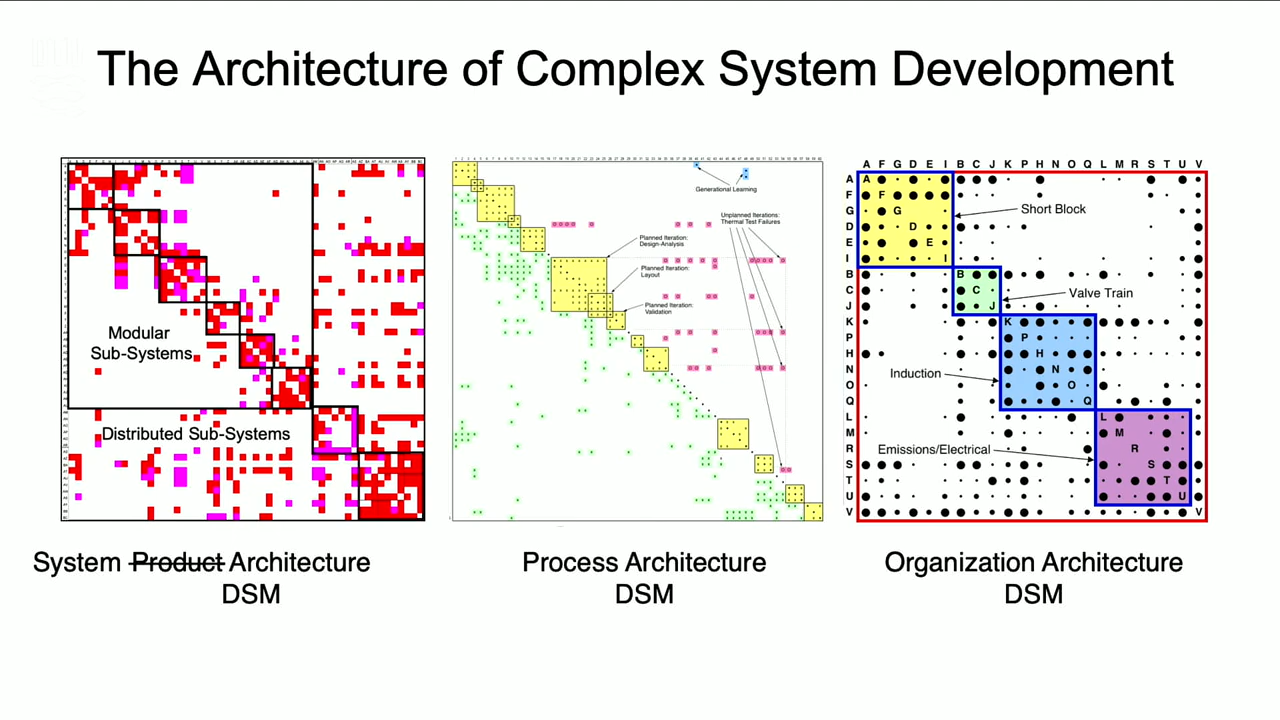 The Architecture of Complex System Development
Modular
Sub-Systems
Distributed Sub-Systems
System Product Architecture
DSM
Generational Learning
Unplanned Iterations:
Thermal Test Failures
Planned Iteration:
Design-Analysis
Planned Iteration:
Layout
Planned Iteration:
Validation
Process Architecture
DSM
A F G D E I B C J K P H N O Q L M R S T U V
A A
F F
G G
D D
E E
I I
B B
C C
J J
K K
P P
H H
N N
O O
Q Q
L L
M M
R R
S S
T T
U U
V V
Short Block
Valve Train
Induction
Emissions/Electrical
Organization Architecture
DSM